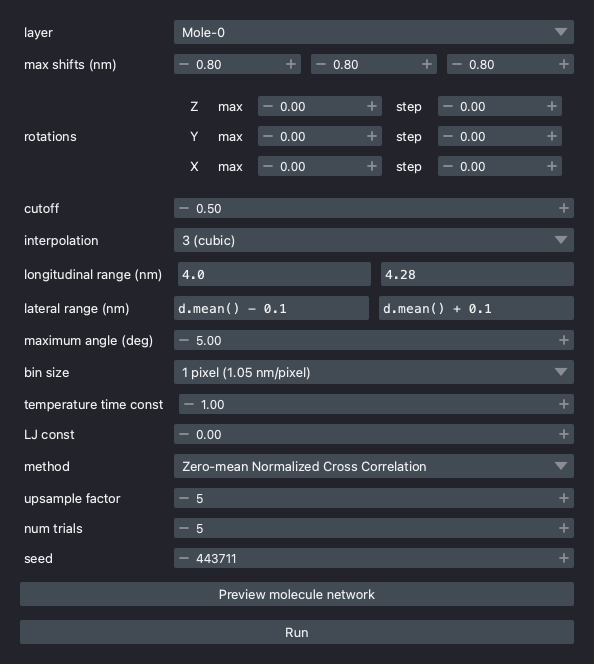 layer Mole-0
max shifts (nm) − 0.80 + − 0.80 + − 0.80 +
Z max − 0.00 + step − 0.00 +
rotations Y max − 0.00 + step − 0.00 +
X max − 0.00 + step − 0.00 +
cutoff − 0.50 +
interpolation 3 (cubic)
longitudinal range (nm) 4.0 4.28
lateral range (nm) d.mean() − 0.1 d.mean() + 0.1
maximum angle (deg) − 5.00 +
bin size 1 pixel (1.05 nm/pixel)
temperature time const − 1.00 +
LJ const − 0.00 +
method Zero-mean Normalized Cross Correlation
upsample factor − 5 +
num trials − 5 +
seed − 443711 +
Preview molecule network
Run